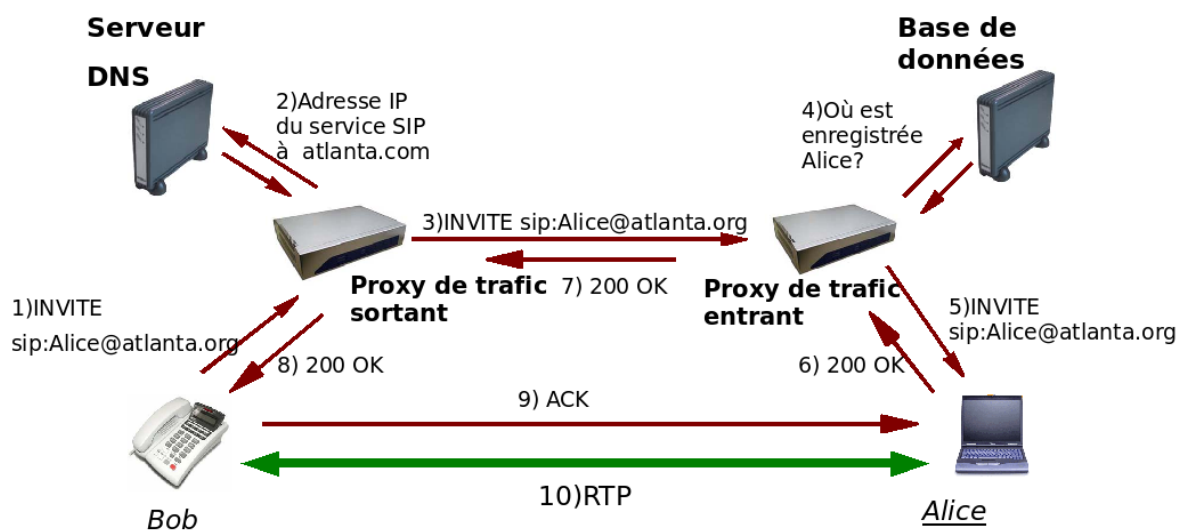 Serveur
DNS
Base de
données
2)Adresse IP
du service SIP
à atlanta.com
4)Où est
enregistrée
Alice?
3)INVITE sip:Alice@atlanta.org
7) 200 OK
Proxy de trafic
sortant
Proxy de trafic
entrant
1)INVITE
sip:Alice@atlanta.org
5)INVITE
sip:Alice@atlanta.org
8) 200 OK
6) 200 OK
9) ACK
10)RTP
Bob
Alice